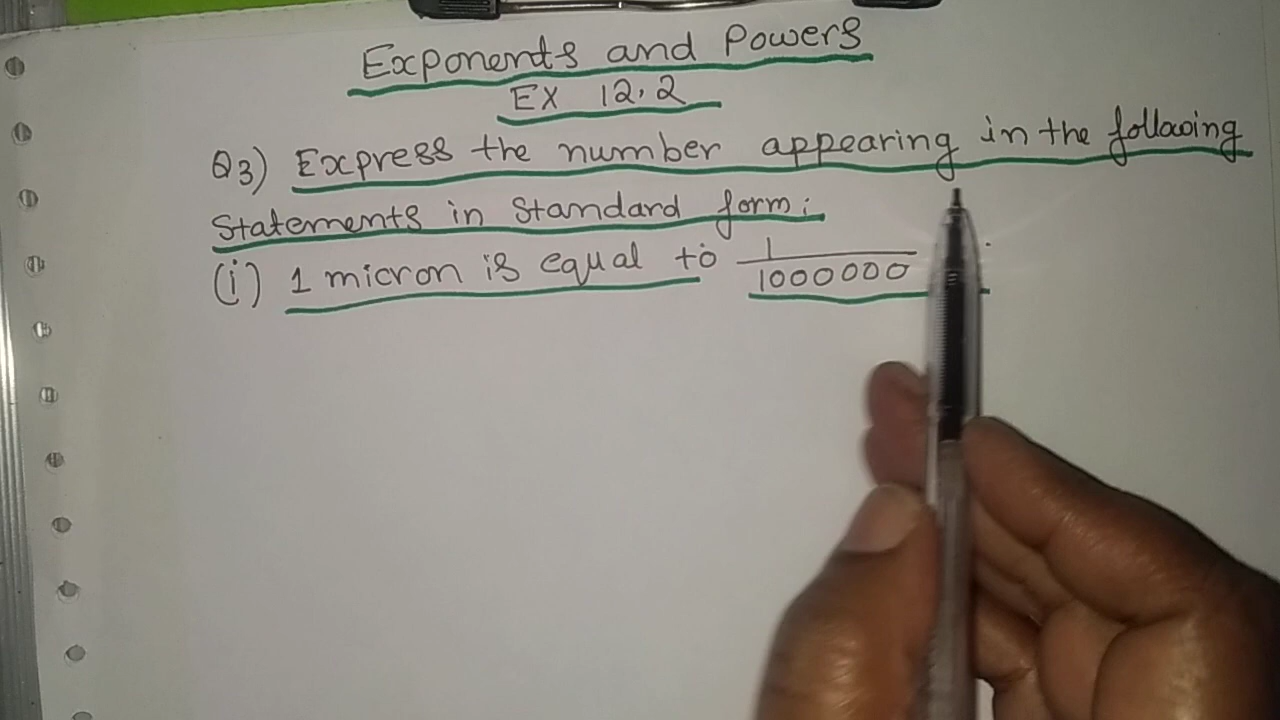 Exponents and Powers
EX 12.2
Q3) Express the number appearing in the following
Statements in Standard form:
(i) 1 micron is equal to 1/1000000